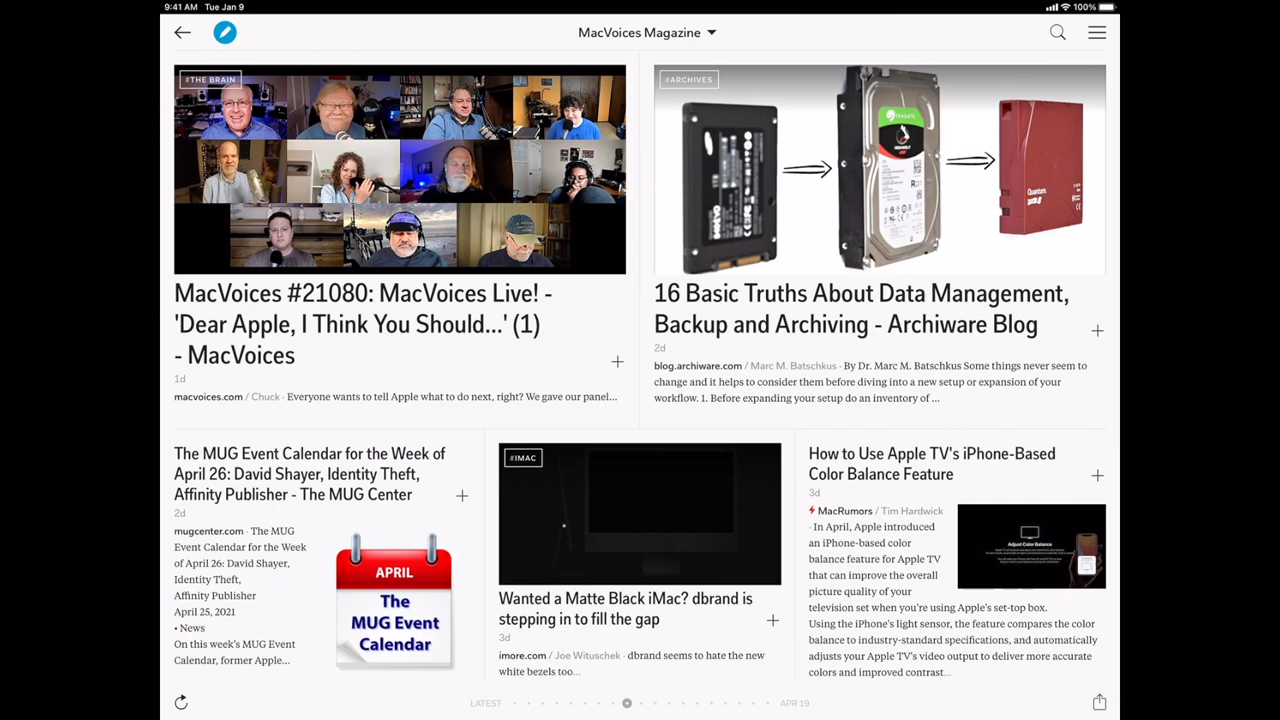 9:41 AM Tue Jan 9
100%
MacVoices Magazine
#THE BRAIN
MacVoices #21080: MacVoices Live! -
'Dear Apple, I Think You Should...' (1)
- MacVoices
1d
macvoices.com / Chuck · Everyone wants to tell Apple what to do next, right? We gave our panel...
#ARCHIVES
SEAGATE
Quantum
16 Basic Truths About Data Management,
Backup and Archiving - Archiware Blog
2d
blog.archiware.com / Marc M. Batschkus · By Dr. Marc M. Batschkus Some things never seem to
change and it helps to consider them before diving into a new setup or expansion of your
workflow. 1. Before expanding your setup do an inventory of ...
The MUG Event Calendar for the Week of
April 26: David Shayer, Identity Theft,
Affinity Publisher - The MUG Center
2d
mugcenter.com · The MUG
Event Calendar for the Week
of April 26: David Shayer,
Identity Theft,
Affinity Publisher
April 25, 2021
• News
On this week's MUG Event
Calendar, former Apple...
APRIL
The
MUG Event
Calendar
#IMAC
Wanted a Matte Black iMac? dbrand is
stepping in to fill the gap
3d
imore.com / Joe Wituschek · dbrand seems to hate the new
white bezels too...
How to Use Apple TV's iPhone-Based
Color Balance Feature
3d
MacRumors / Tim Hardwick
· In April, Apple introduced
an iPhone-based color
balance feature for Apple TV
that can improve the overall
picture quality of your
television set when you're using Apple's set-top box.
Using the iPhone's light sensor, the feature compares the color
balance to industry-standard specifications, and automatically
adjusts your Apple TV's video output to deliver more accurate
colors and improved contrast...
Adjust Color Balance
LATEST
APR 19